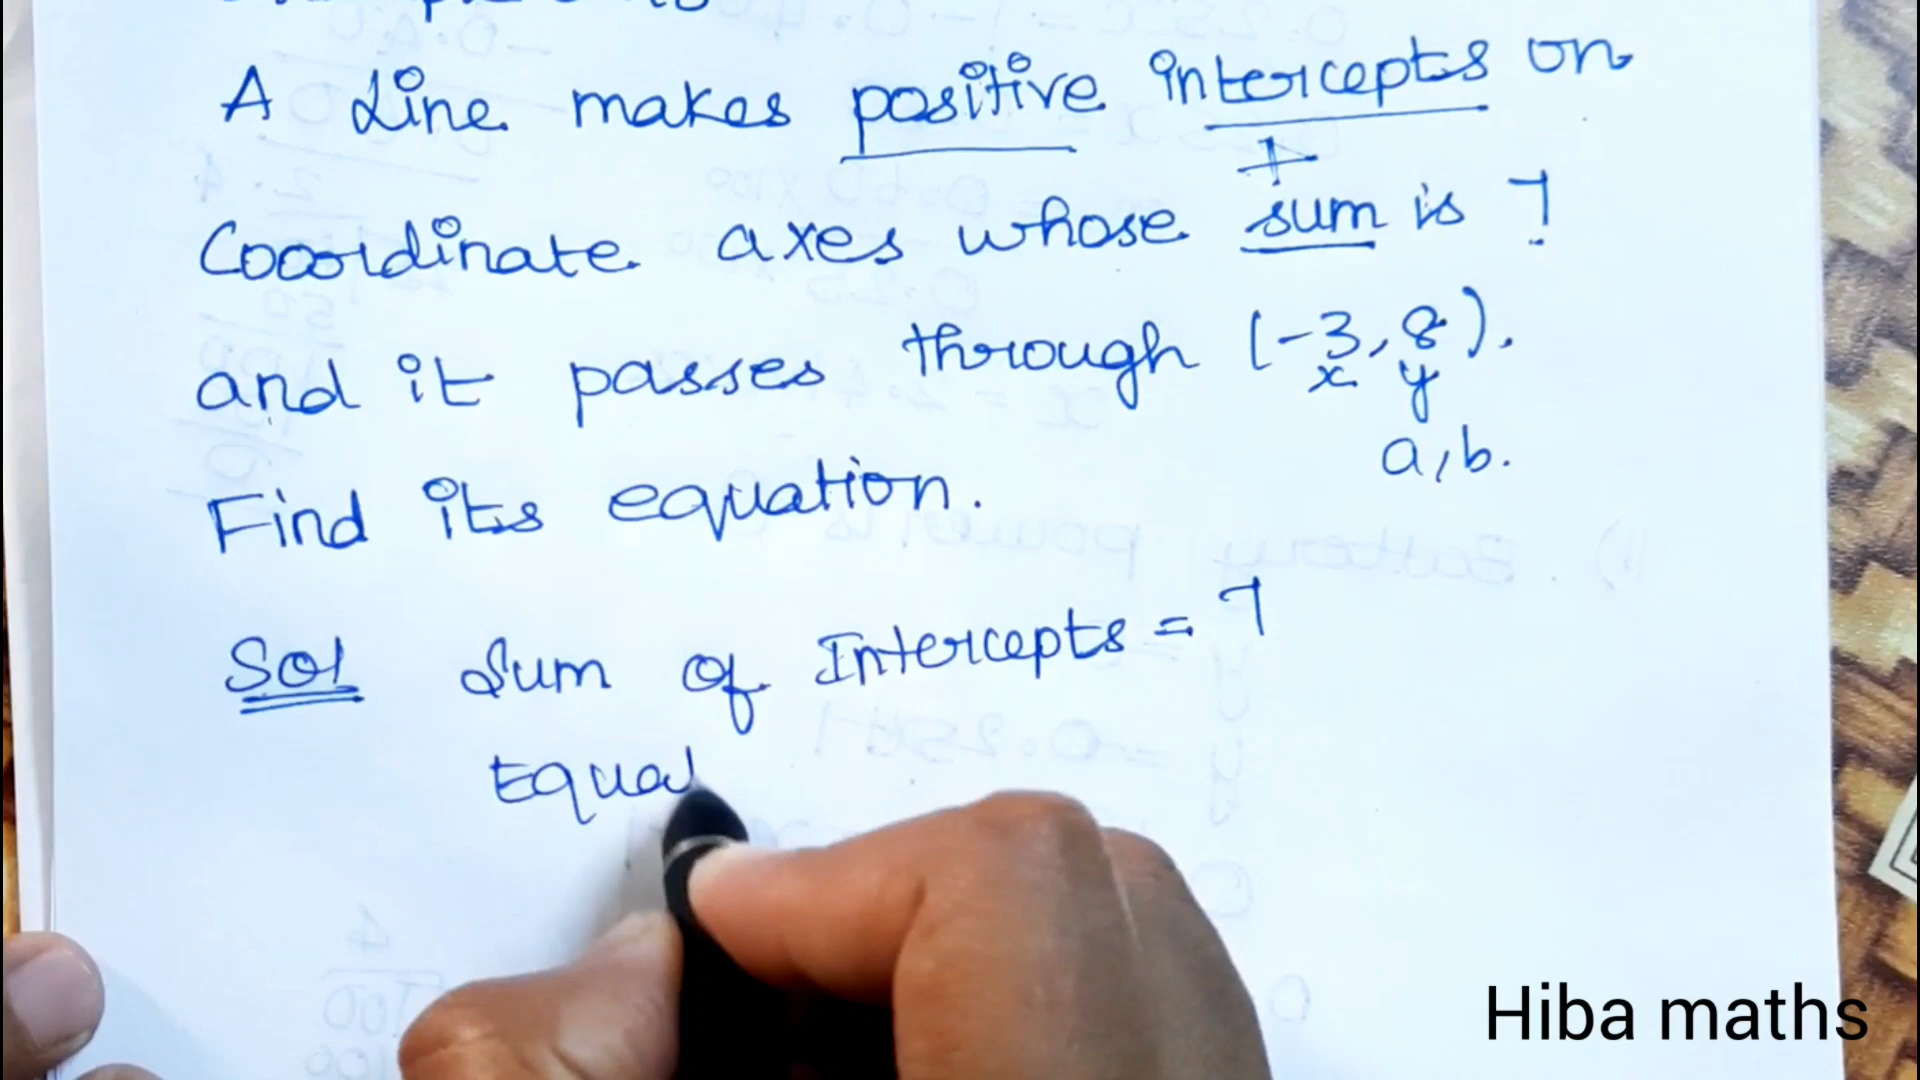 A Line makes positive intercepts on
+
Coordinate axes whose sum is 7
and it passes through (-3, 8).
x y
a, b.
Find its equation.
Sol Sum of Intercepts = 7
Equal
Hiba maths